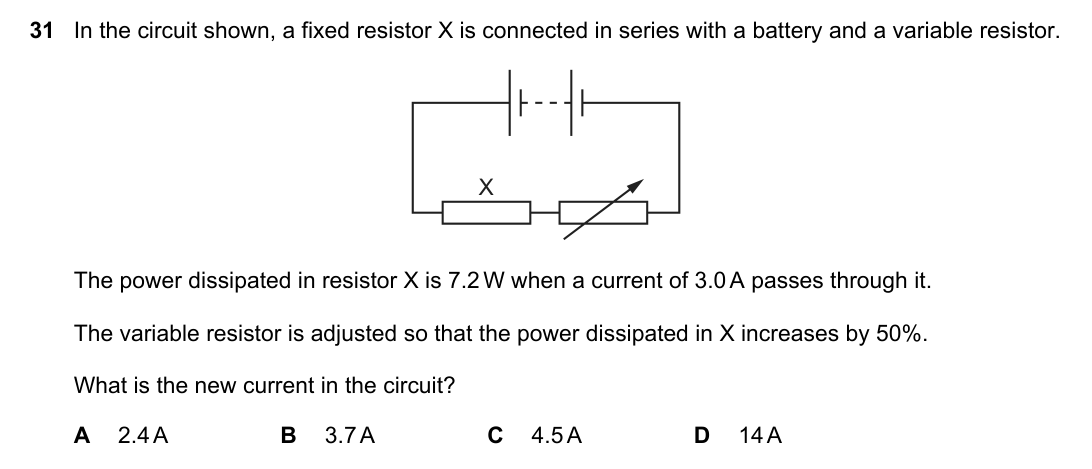 31 In the circuit shown, a fixed resistor X is connected in series with a battery and a variable resistor.
X
The power dissipated in resistor X is 7.2 W when a current of 3.0 A passes through it.
The variable resistor is adjusted so that the power dissipated in X increases by 50%.
What is the new current in the circuit?
A 2.4 A B 3.7 A C 4.5 A D 14 A